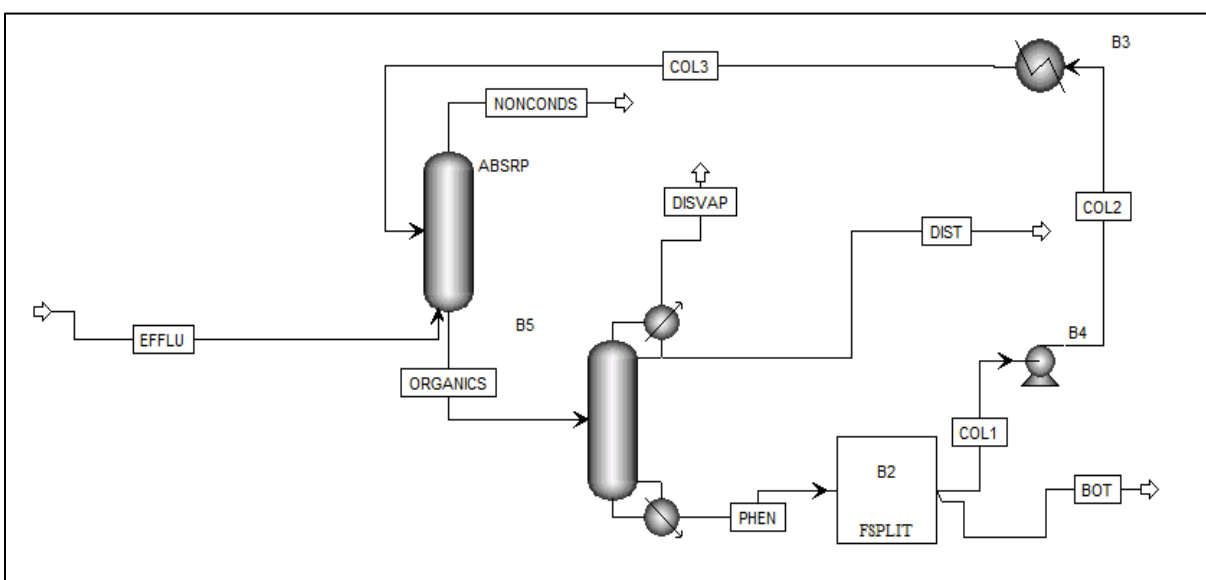 B3
COL3
NONCONDS
ABSRP
DISVAP
COL2
DIST
EFFLU
B5
B4
ORGANICS
COL1
B2
BOT
PHEN
FSPLIT